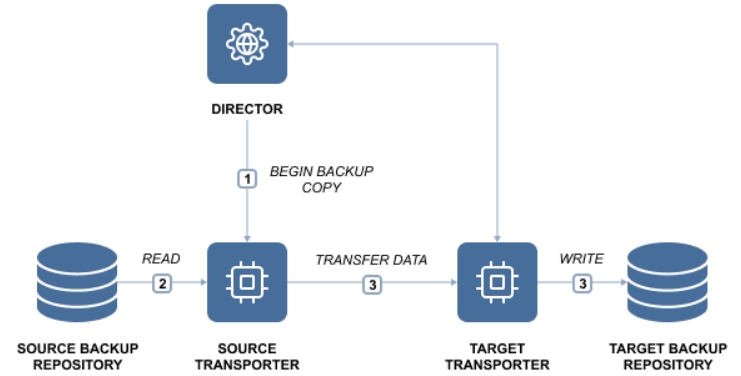 DIRECTOR
1
BEGIN BACKUP
COPY
READ
2
TRANSFER DATA
3
WRITE
3
SOURCE BACKUP
REPOSITORY
SOURCE
TRANSPORTER
TARGET
TRANSPORTER
TARGET BACKUP
REPOSITORY